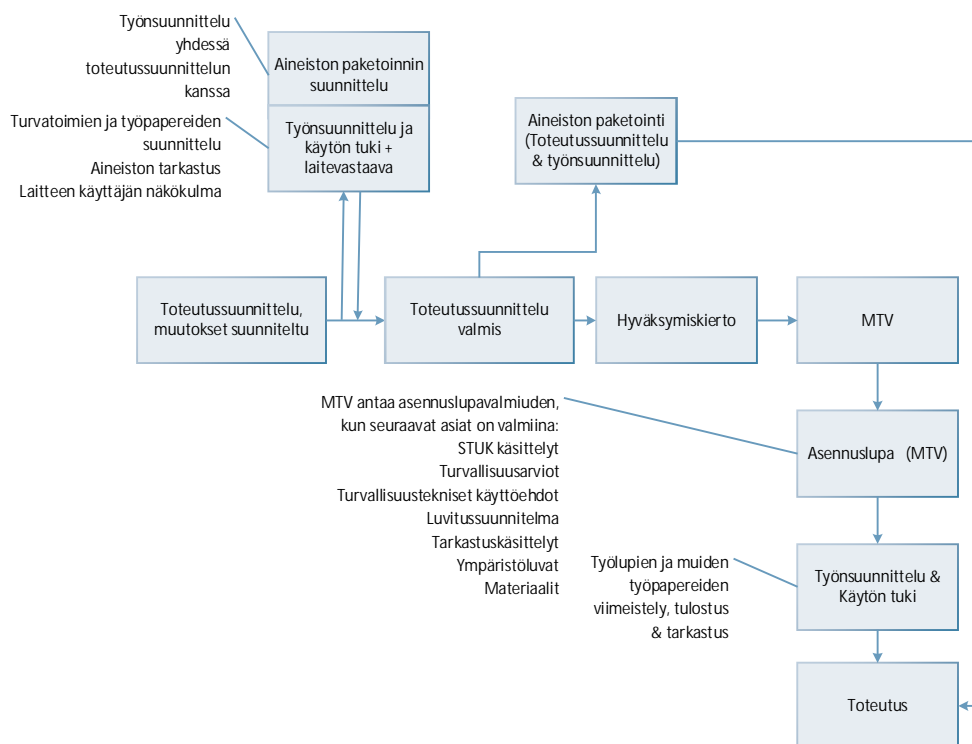 Työnsuunnittelu
yhdessä
toteutussuunnittelun
kanssa
Aineiston paketoinnin
suunnittelu
Turvatoimien ja työpapereiden
suunnittelu
Aineiston tarkastus
Laitteen käyttäjän näkökulma
Työnsuunnittelu ja
käytön tuki +
laitevastaava
Aineiston paketointi
(Toteutussuunnittelu
& työnsuunnittelu)
Toteutussuunnittelu,
muutokset suunniteltu
Toteutussuunnittelu
valmis
Hyväksymiskierto
MTV
MTV antaa asennuslupavalmiuden,
kun seuraavat asiat on valmiina:
STUK käsittelyt
Turvallisuusarviot
Turvallisuustekniset käyttöehdot
Luvitussuunnitelma
Tarkastuskäsittelyt
Ympäristöluvat
Materiaalit
Asennuslupa (MTV)
Työlupien ja muiden
työpapereiden
viimeistely, tulostus
& tarkastus
Työnsuunnittelu &
Käytön tuki
Toteutus